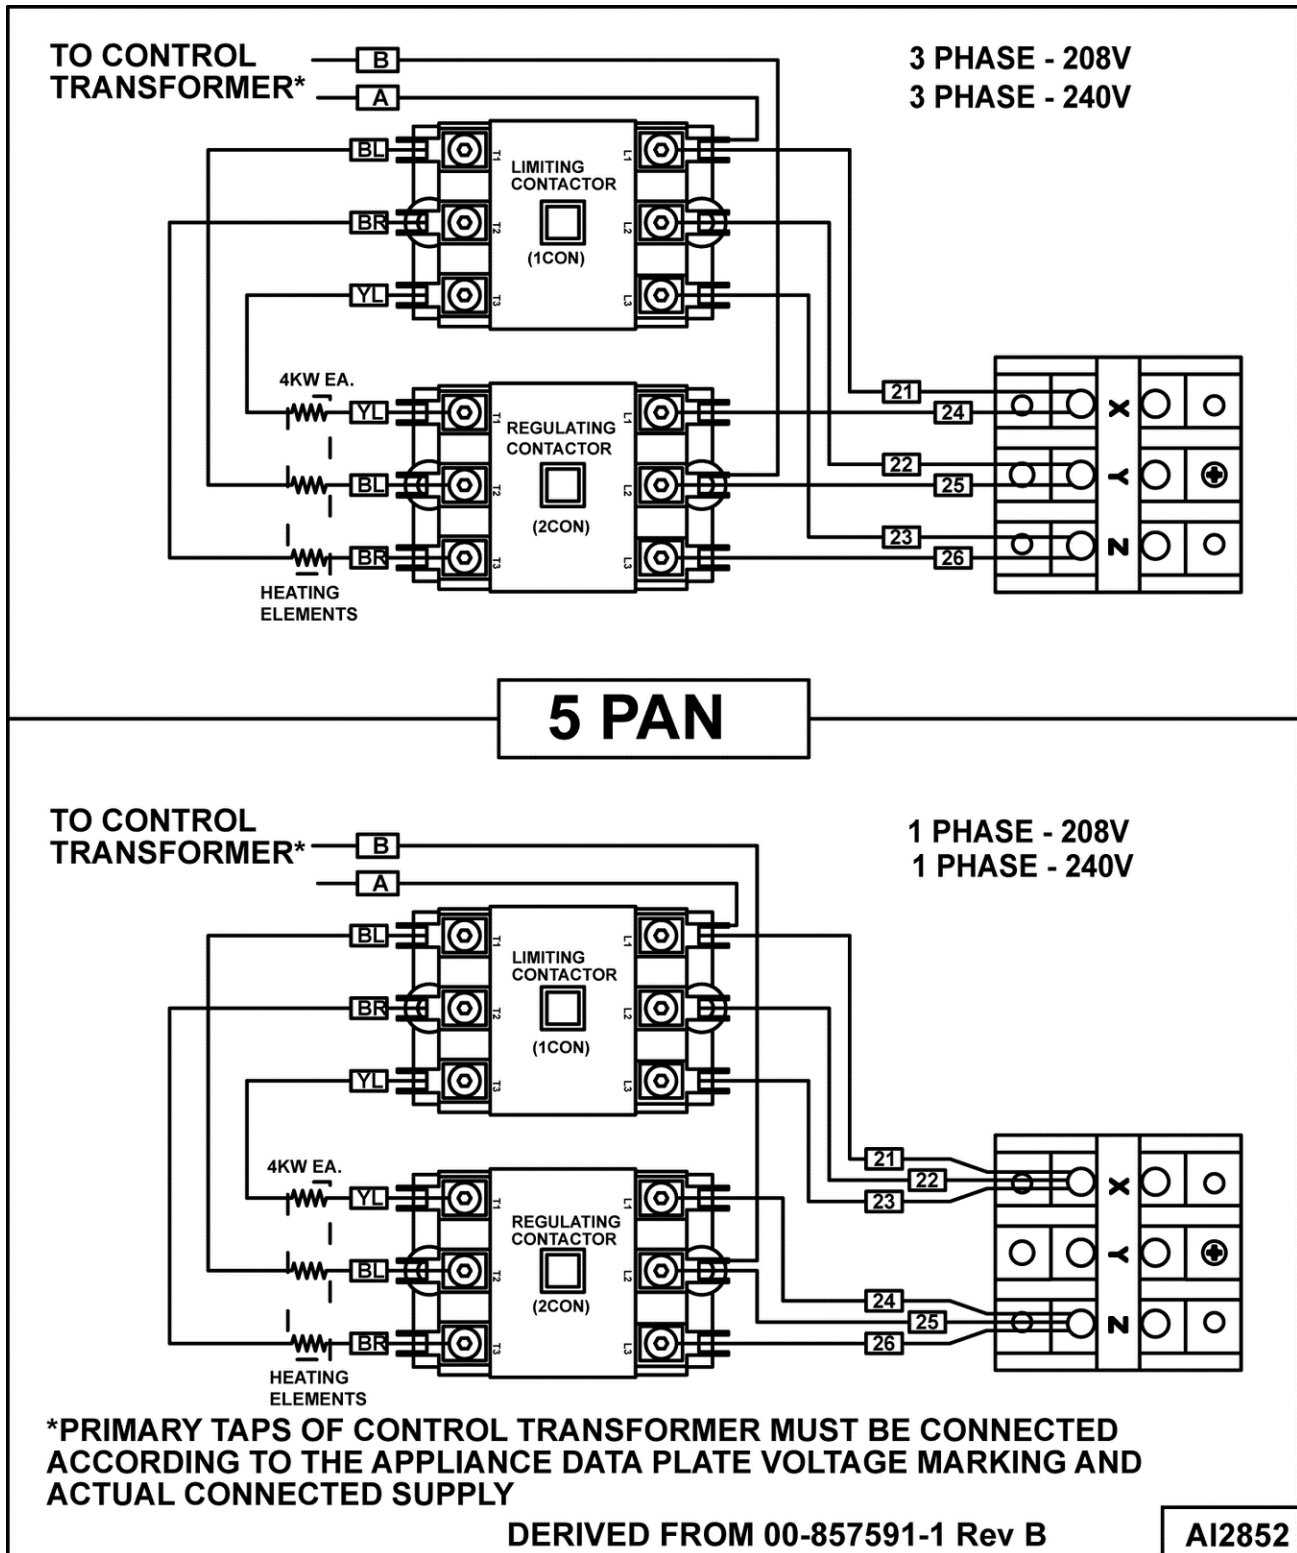 TO CONTROL
TRANSFORMER*
B
A
3 PHASE - 208V
3 PHASE - 240V
BL
T1
LIMITING
CONTACTOR
L1
BR
T2
L2
(1CON)
YL
T3
L3
4KW EA.
YL
T1
REGULATING
CONTACTOR
L1
BL
T2
L2
(2CON)
BR
T3
L3
HEATING
ELEMENTS
21
24
22
25
23
26
X
Y
Z
5 PAN
TO CONTROL
TRANSFORMER*
B
A
1 PHASE - 208V
1 PHASE - 240V
BL
T1
LIMITING
CONTACTOR
L1
BR
T2
L2
(1CON)
YL
T3
L3
4KW EA.
YL
T1
REGULATING
CONTACTOR
L1
BL
T2
L2
(2CON)
BR
T3
L3
HEATING
ELEMENTS
21
22
23
24
25
26
X
Y
Z
*PRIMARY TAPS OF CONTROL TRANSFORMER MUST BE CONNECTED
ACCORDING TO THE APPLIANCE DATA PLATE VOLTAGE MARKING AND
ACTUAL CONNECTED SUPPLY
DERIVED FROM 00-857591-1 Rev B
AI2852